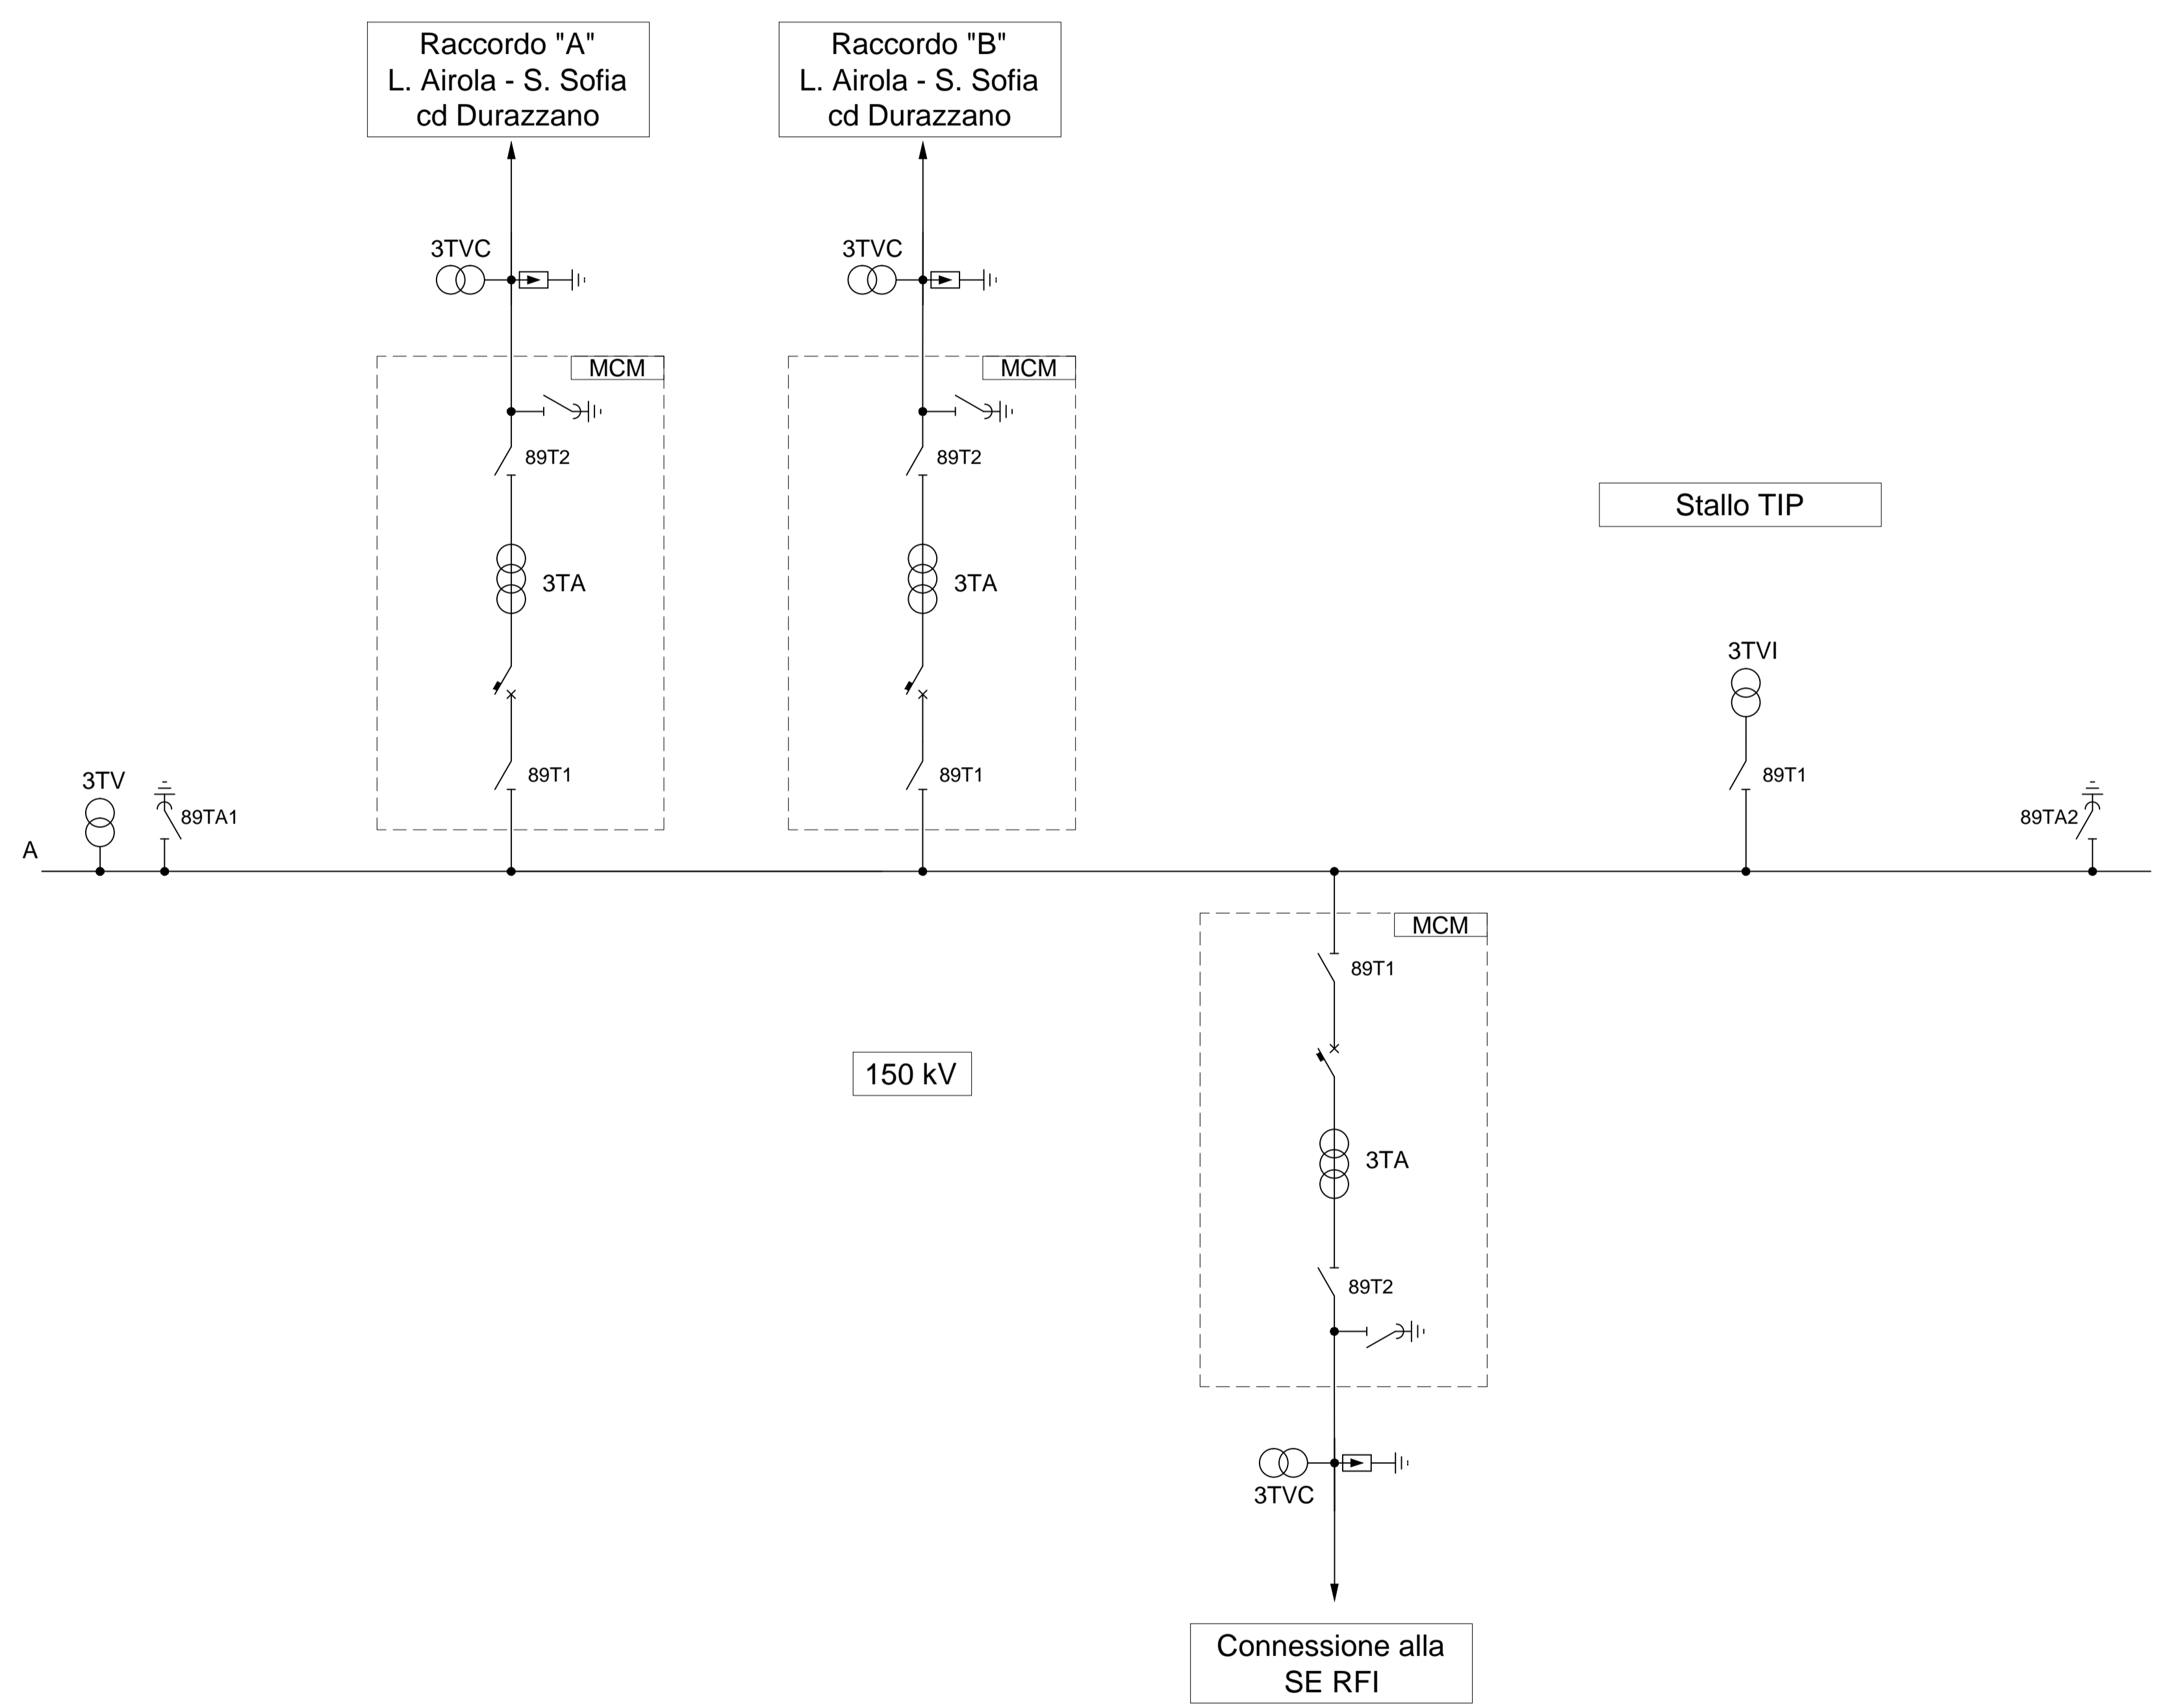 Raccordo "A"
L. Airola - S. Sofia
cd Durazzano
Raccordo "B"
L. Airola - S. Sofia
cd Durazzano
3TVC
3TVC
MCM
MCM
89T2
89T2
Stallo TIP
3TA
3TA
3TVI
89T1
89T1
89T1
3TV
89TA1
89TA2
A
MCM
89T1
150 kV
3TA
89T2
3TVC
Connessione alla
SE RFI